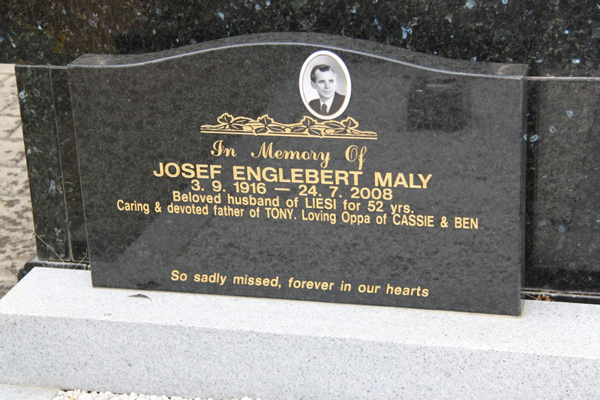 In Memory Of
JOSEF ENGLEBERT MALY
3. 9. 1916 — 24. 7. 2008
Beloved husband of LIESI for 52 yrs.
Caring & devoted father of TONY. Loving Oppa of CASSIE & BEN
So sadly missed, forever in our hearts